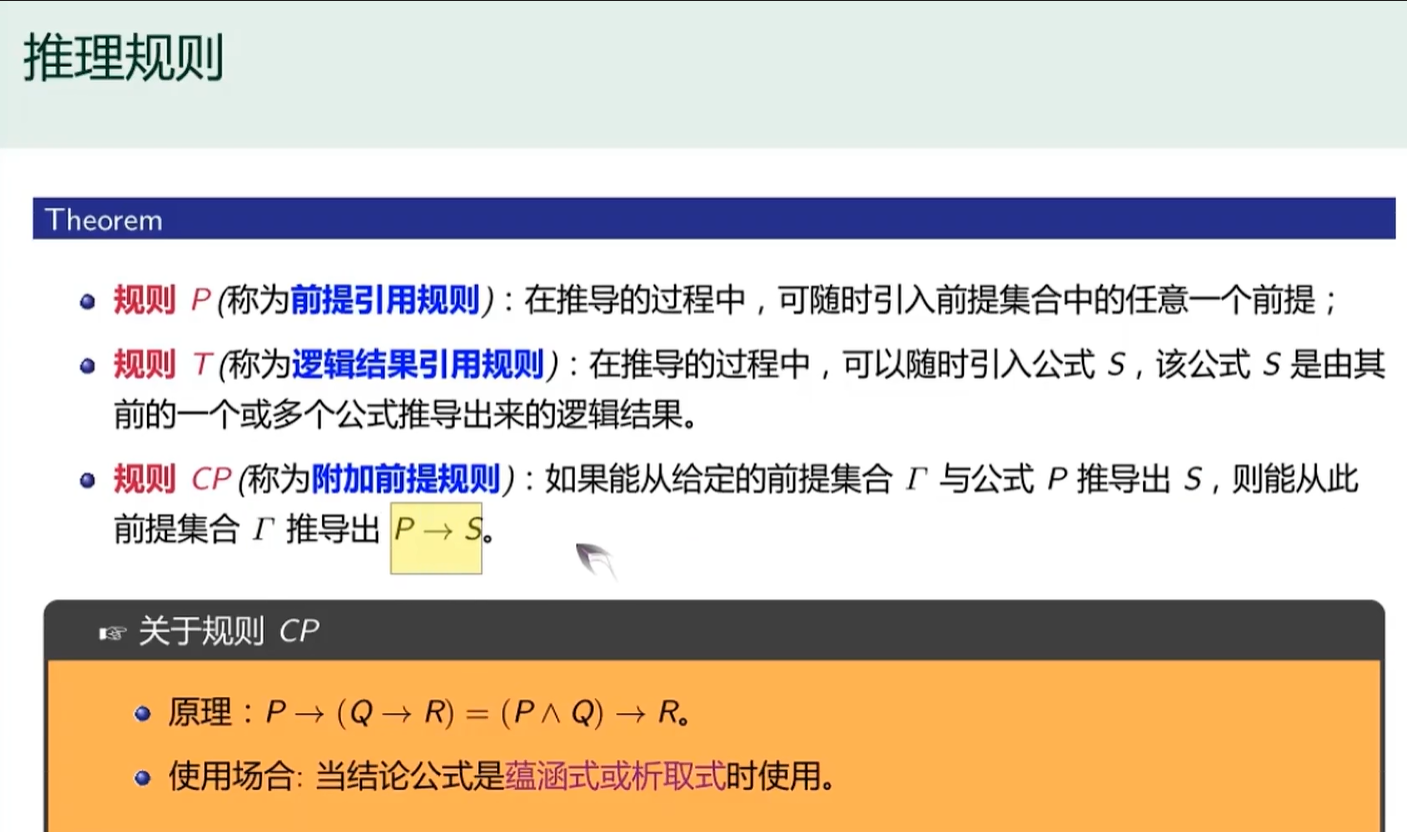 推理规则
Theorem
规则 P (称为前提引用规则)：在推导的过程中，可随时引入前提集合中的任意一个前提；
规则 T (称为逻辑结果引用规则)：在推导的过程中，可以随时引入公式 S，该公式 S 是由其
前的一个或多个公式推导出来的逻辑结果。
规则 CP (称为附加前提规则)：如果能从给定的前提集合 Γ 与公式 P 推导出 S，则能从此
前提集合 Γ 推导出 P → S。
☞ 关于规则 CP
原理：P → (Q → R) = (P ∧ Q) → R。
使用场合: 当结论公式是蕴涵式或析取式时使用。